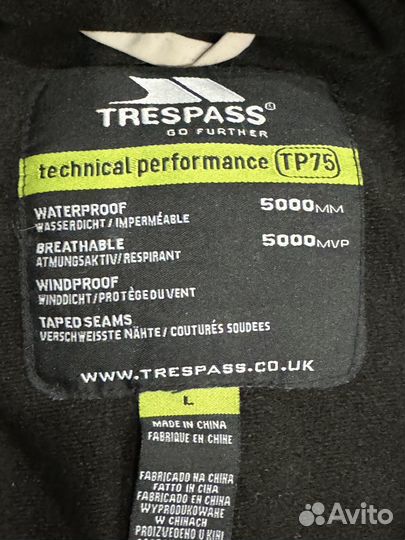 TRESPASS®
GO FURTHER
technical performance TP75
WATERPROOF 5000MM
WASSERDICHT/IMPERMÉABLE
BREATHABLE 5000MVP
ATMUNGSAKTIV/RESPIRANT
WINDPROOF
WINDDICHT/PROTÈGE DU VENT
TAPED SEAMS
VERSCHWEISSTE NÄHTE/COUTURÉS SOUDEES
WWW.TRESPASS.CO.UK
L
MADE IN CHINA
FABRIQUE EN CHINE
FABRICADO NA CHINA
FATTO IN CINA
FABRICADO EN CHINA
WYPRODUKOWANE
W CHINACH
PROIZVEDENO U KINI
Avito